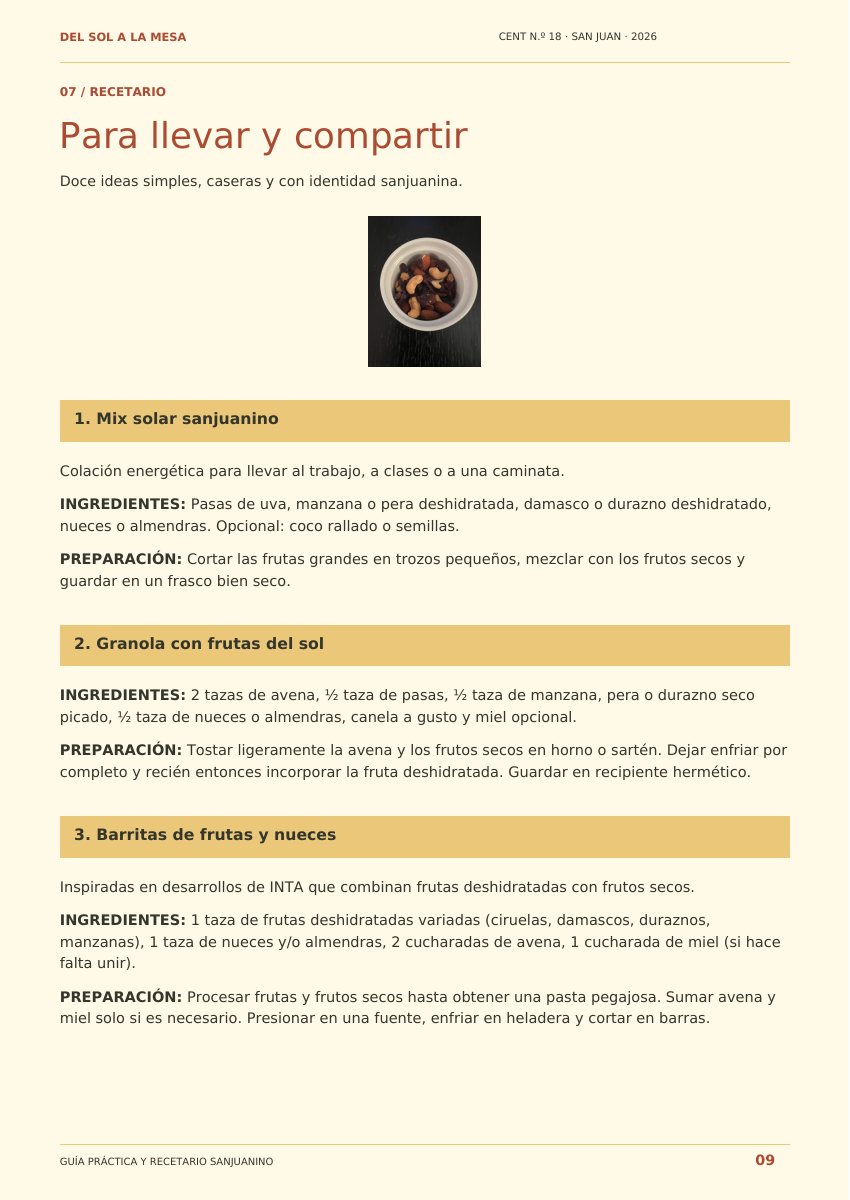 DEL SOL A LA MESA
CENT N.º 18 · SAN JUAN · 2026
07 / RECETARIO
Para llevar y compartir
Doce ideas simples, caseras y con identidad sanjuanina.
1. Mix solar sanjuanino
Colación energética para llevar al trabajo, a clases o a una caminata.
INGREDIENTES: Pasas de uva, manzana o pera deshidratada, damasco o durazno deshidratado,
nueces o almendras. Opcional: coco rallado o semillas.
PREPARACIÓN: Cortar las frutas grandes en trozos pequeños, mezclar con los frutos secos y
guardar en un frasco bien seco.
2. Granola con frutas del sol
INGREDIENTES: 2 tazas de avena, ½ taza de pasas, ½ taza de manzana, pera o durazno seco
picado, ½ taza de nueces o almendras, canela a gusto y miel opcional.
PREPARACIÓN: Tostar ligeramente la avena y los frutos secos en horno o sartén. Dejar enfriar por
completo y recién entonces incorporar la fruta deshidratada. Guardar en recipiente hermético.
3. Barritas de frutas y nueces
Inspiradas en desarrollos de INTA que combinan frutas deshidratadas con frutos secos.
INGREDIENTES: 1 taza de frutas deshidratadas variadas (ciruelas, damascos, duraznos,
manzanas), 1 taza de nueces y/o almendras, 2 cucharadas de avena, 1 cucharada de miel (si hace
falta unir).
PREPARACIÓN: Procesar frutas y frutos secos hasta obtener una pasta pegajosa. Sumar avena y
miel solo si es necesario. Presionar en una fuente, enfriar en heladera y cortar en barras.
GUÍA PRÁCTICA Y RECETARIO SANJUANINO
09